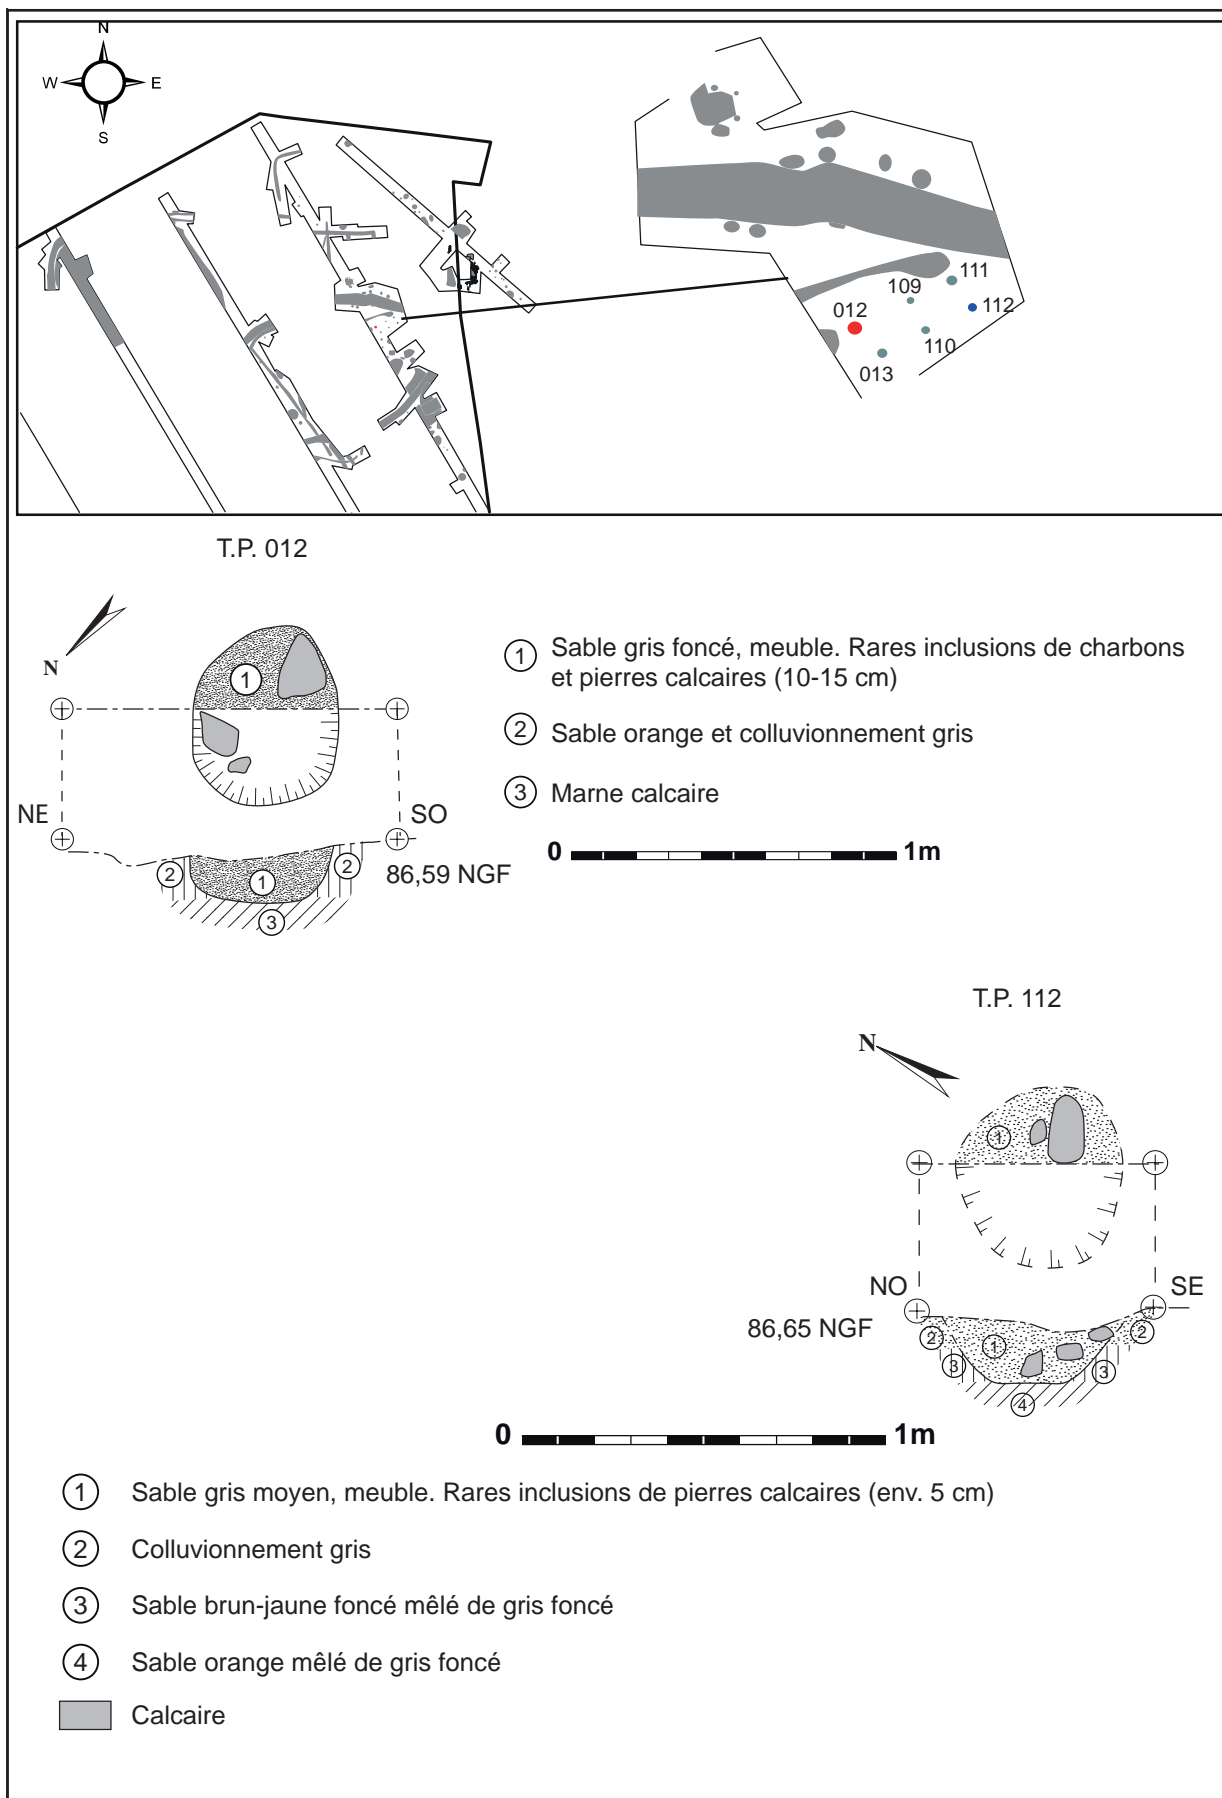 N
W E
S
111
109
112
012
110
013
T.P. 012
N
1
1 Sable gris foncé, meuble. Rares inclusions de charbons
et pierres calcaires (10-15 cm)
2 Sable orange et colluvionnement gris
3 Marne calcaire
NE SO
0 1m
2 1 2 86,59 NGF
3
T.P. 112
N
1
NO SE
86,65 NGF
2 1 2
3 3
4
0 1m
1 Sable gris moyen, meuble. Rares inclusions de pierres calcaires (env. 5 cm)
2 Colluvionnement gris
3 Sable brun-jaune foncé mêlé de gris foncé
4 Sable orange mêlé de gris foncé
Calcaire